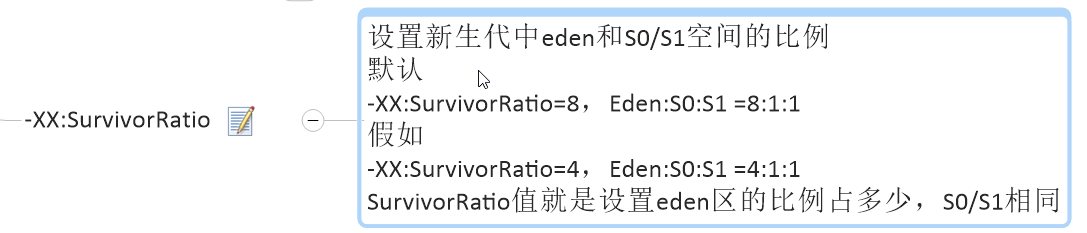 -XX:SurvivorRatio
设置新生代中eden和S0/S1空间的比例
默认
-XX:SurvivorRatio=8，Eden:S0:S1 =8:1:1
假如
-XX:SurvivorRatio=4，Eden:S0:S1 =4:1:1
SurvivorRatio值就是设置eden区的比例占多少，S0/S1相同